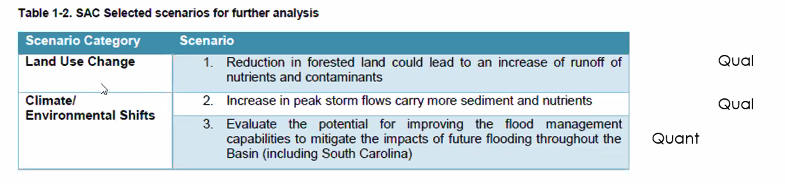 Table 1-2. SAC Selected scenarios for further analysis
Scenario Category Scenario
Land Use Change 1. Reduction in forested land could lead to an increase of runoff of Qual
nutrients and contaminants
Climate/ 2. Increase in peak storm flows carry more sediment and nutrients Qual
Environmental Shifts
3. Evaluate the potential for improving the flood management
capabilities to mitigate the impacts of future flooding throughout the Quant
Basin (including South Carolina)